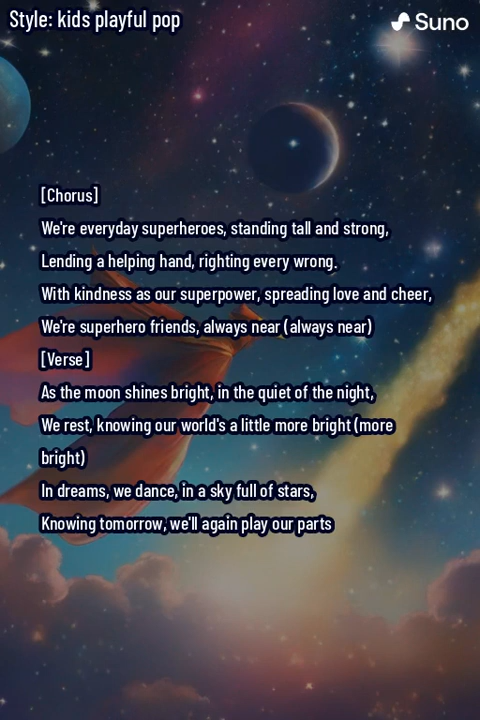 Style: kids playful pop
Suno
[Chorus]
We're everyday superheroes, standing tall and strong,
Lending a helping hand, righting every wrong.
With kindness as our superpower, spreading love and cheer,
We're superhero friends, always near (always near)
[Verse]
As the moon shines bright, in the quiet of the night,
We rest, knowing our world's a little more bright (more
bright)
In dreams, we dance, in a sky full of stars,
Knowing tomorrow, we'll again play our parts